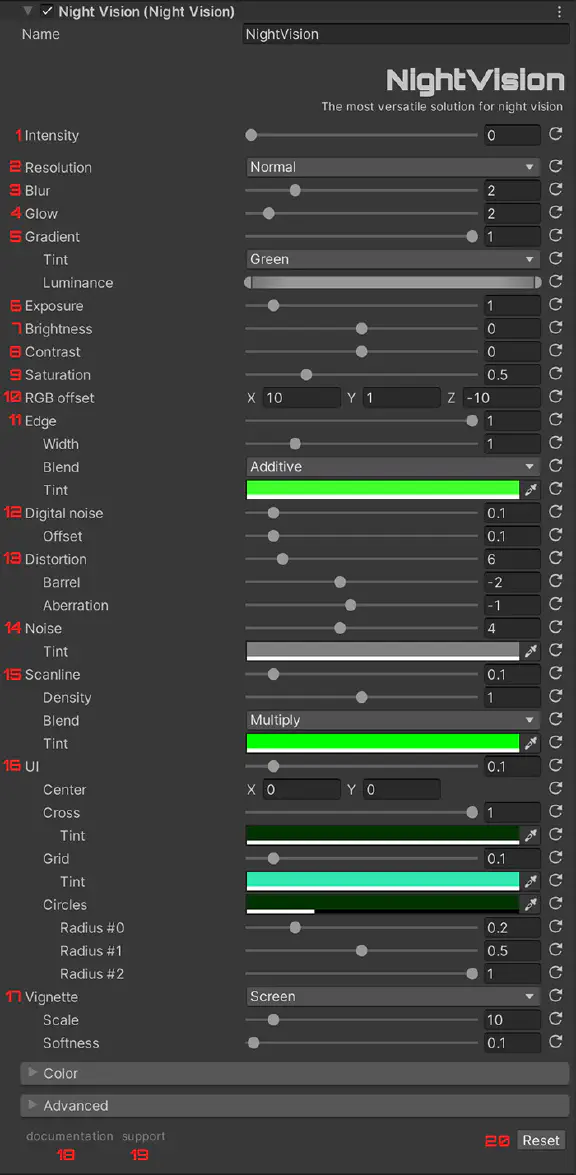 Night Vision (Night Vision)
Name NightVision
NightVision
The most versatile solution for night vision
1 Intensity 0
2 Resolution Normal
3 Blur 2
4 Glow 2
5 Gradient 1
Tint Green
Luminance
6 Exposure 1
7 Brightness 0
8 Contrast 0
9 Saturation 0.5
10 RGB offset X 10 Y 1 Z -10
11 Edge 1
Width 1
Blend Additive
Tint
12 Digital noise 0.1
Offset 0.1
13 Distortion 6
Barrel -2
Aberration -1
14 Noise 4
Tint
15 Scanline 0.1
Density 1
Blend Multiply
Tint
16 UI 0.1
Center X 0 Y 0
Cross 1
Tint
Grid 0.1
Tint
Circles
Radius #0 0.2
Radius #1 0.5
Radius #2 1
17 Vignette Screen
Scale 10
Softness 0.1
Color
Advanced
documentation support
18 19 20 Reset